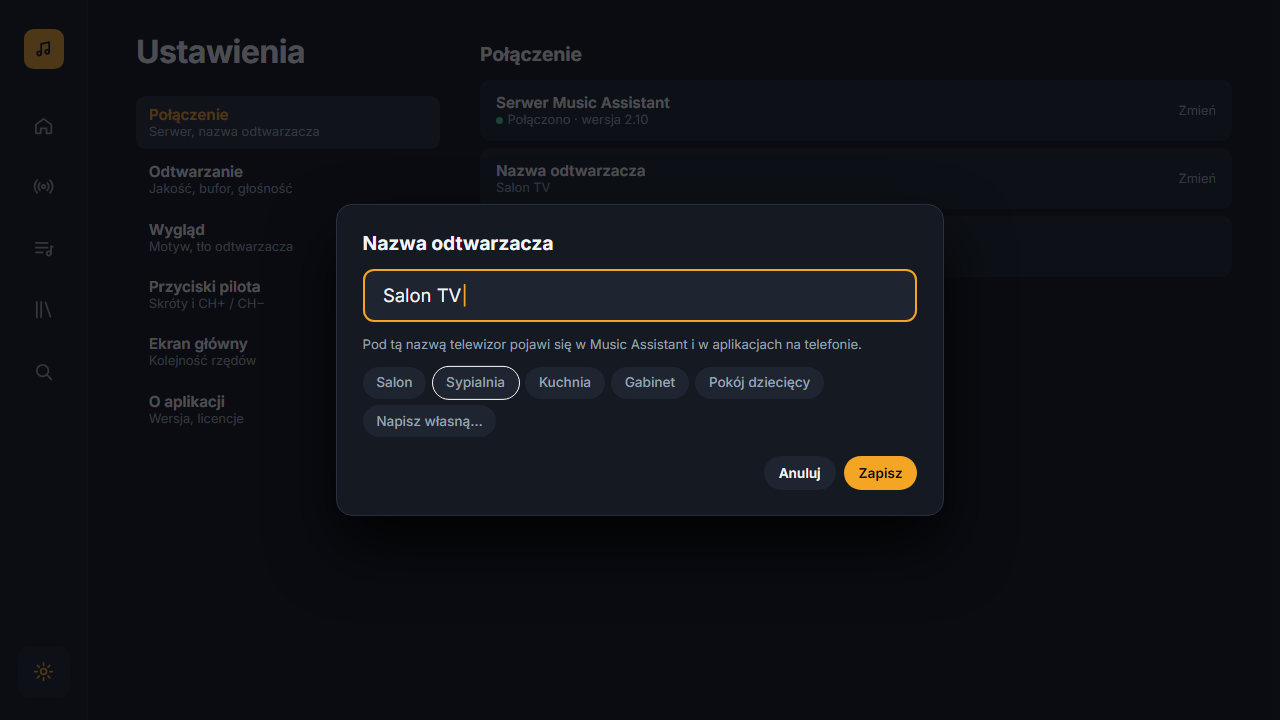 Ustawienia
Połączenie
Serwer, nazwa odtwarzacza
Odtwarzanie
Jakość, bufor, głośność
Wygląd
Motyw, tło odtwarzacza
Przyciski pilota
Skróty i CH+ / CH−
Ekran główny
Kolejność rzędów
O aplikacji
Wersja, licencje
Połączenie
Serwer Music Assistant
Połączono · wersja 2.10
Zmień
Nazwa odtwarzacza
Salon TV
Zmień
Nazwa odtwarzacza
Salon TV
Pod tą nazwą telewizor pojawi się w Music Assistant i w aplikacjach na telefonie.
Salon Sypialnia Kuchnia Gabinet Pokój dziecięcy
Napisz własną...
Anuluj Zapisz